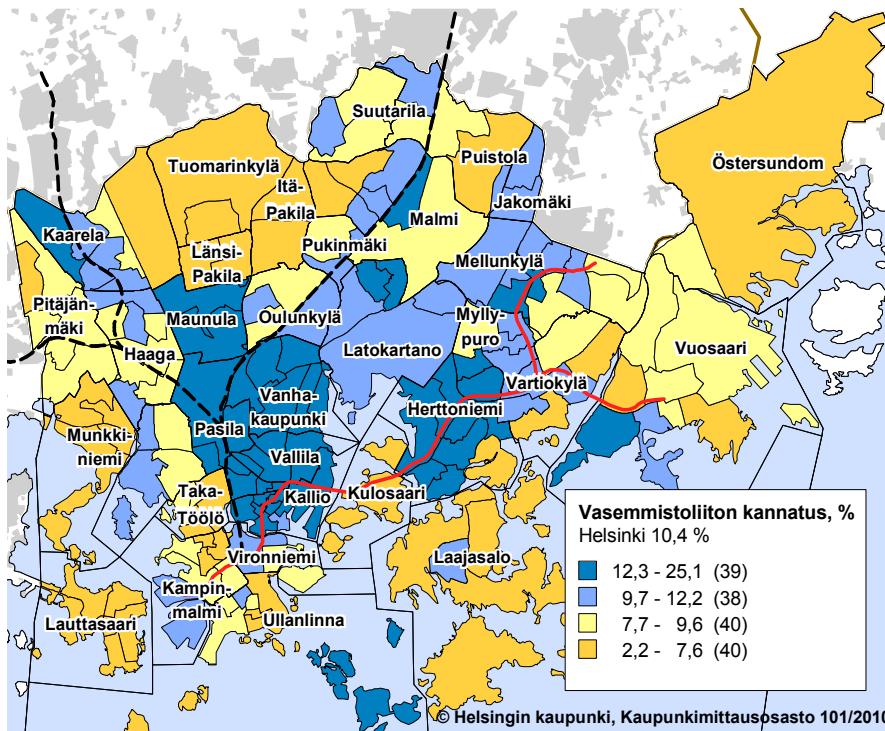 Suutarila
Tuomarinkylä
Puistola
Östersundom
Itä-
Pakila
Jakomäki
Kaarela
Malmi
Länsi-
Pakila
Pukinmäki
Mellunkylä
Pitäjän-
mäki
Maunula
Oulunkylä
Mylly-
puro
Haaga
Latokartano
Vuosaari
Vartiokylä
Vanha-
kaupunki
Herttoniemi
Munkki-
niemi
Pasila
Vallila
Taka-
Töölö
Kallio
Kulosaari
Vironniemi
Laajasalo
Kampin-
malmi
Lauttasaari
Ullanlinna
Vasemmistoliiton kannatus, %
Helsinki 10,4 %
12,3 - 25,1 (39)
9,7 - 12,2 (38)
7,7 - 9,6 (40)
2,2 - 7,6 (40)
© Helsingin kaupunki, Kaupunkimittausosasto 101/2010